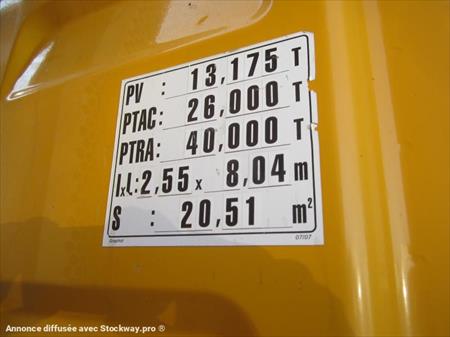 PV : 13,175 T
PTAC: 26,000 T
PTRA: 40,000 T
lxL: 2,55 x 8,04 m
S : 20,51 m²
07/07
Annonce diffusée avec Stockway.pro ®